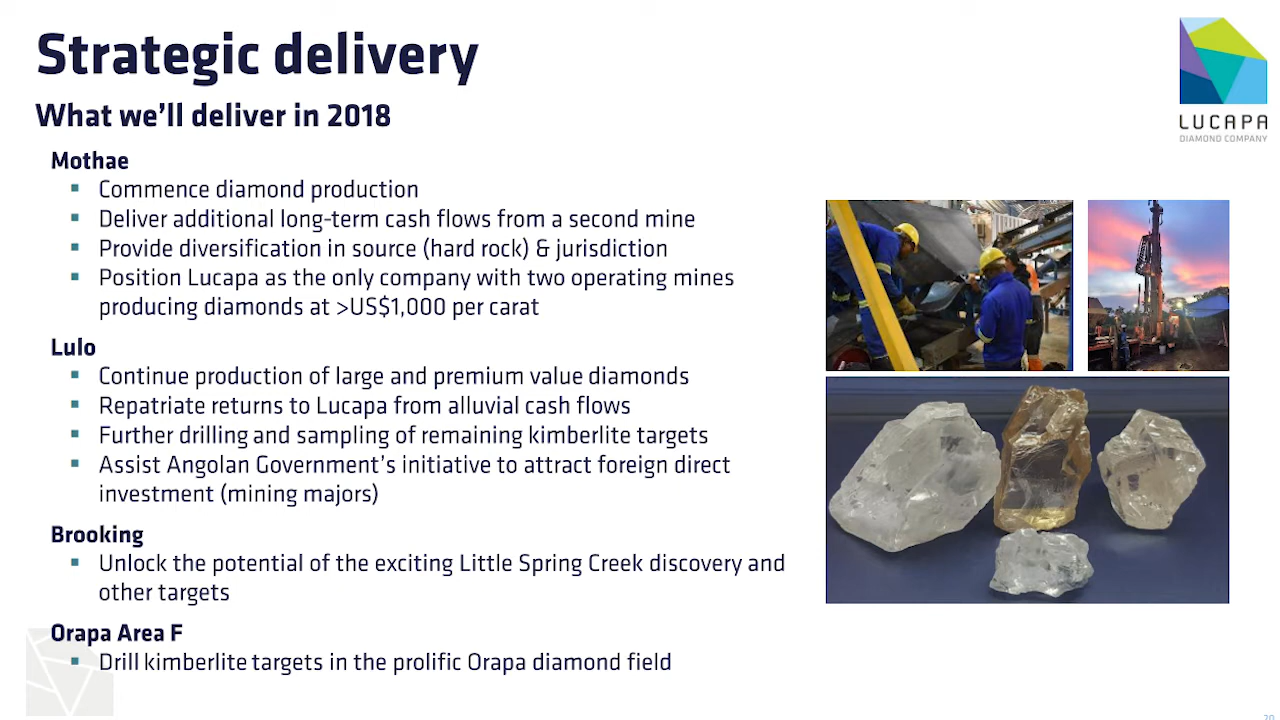 Strategic delivery
What we'll deliver in 2018
LUCAPA
DIAMOND COMPANY
Mothae
▪ Commence diamond production
▪ Deliver additional long-term cash flows from a second mine
▪ Provide diversification in source (hard rock) & jurisdiction
▪ Position Lucapa as the only company with two operating mines
producing diamonds at >US$1,000 per carat
Lulo
▪ Continue production of large and premium value diamonds
▪ Repatriate returns to Lucapa from alluvial cash flows
▪ Further drilling and sampling of remaining kimberlite targets
▪ Assist Angolan Government's initiative to attract foreign direct
investment (mining majors)
Brooking
▪ Unlock the potential of the exciting Little Spring Creek discovery and
other targets
Orapa Area F
▪ Drill kimberlite targets in the prolific Orapa diamond field